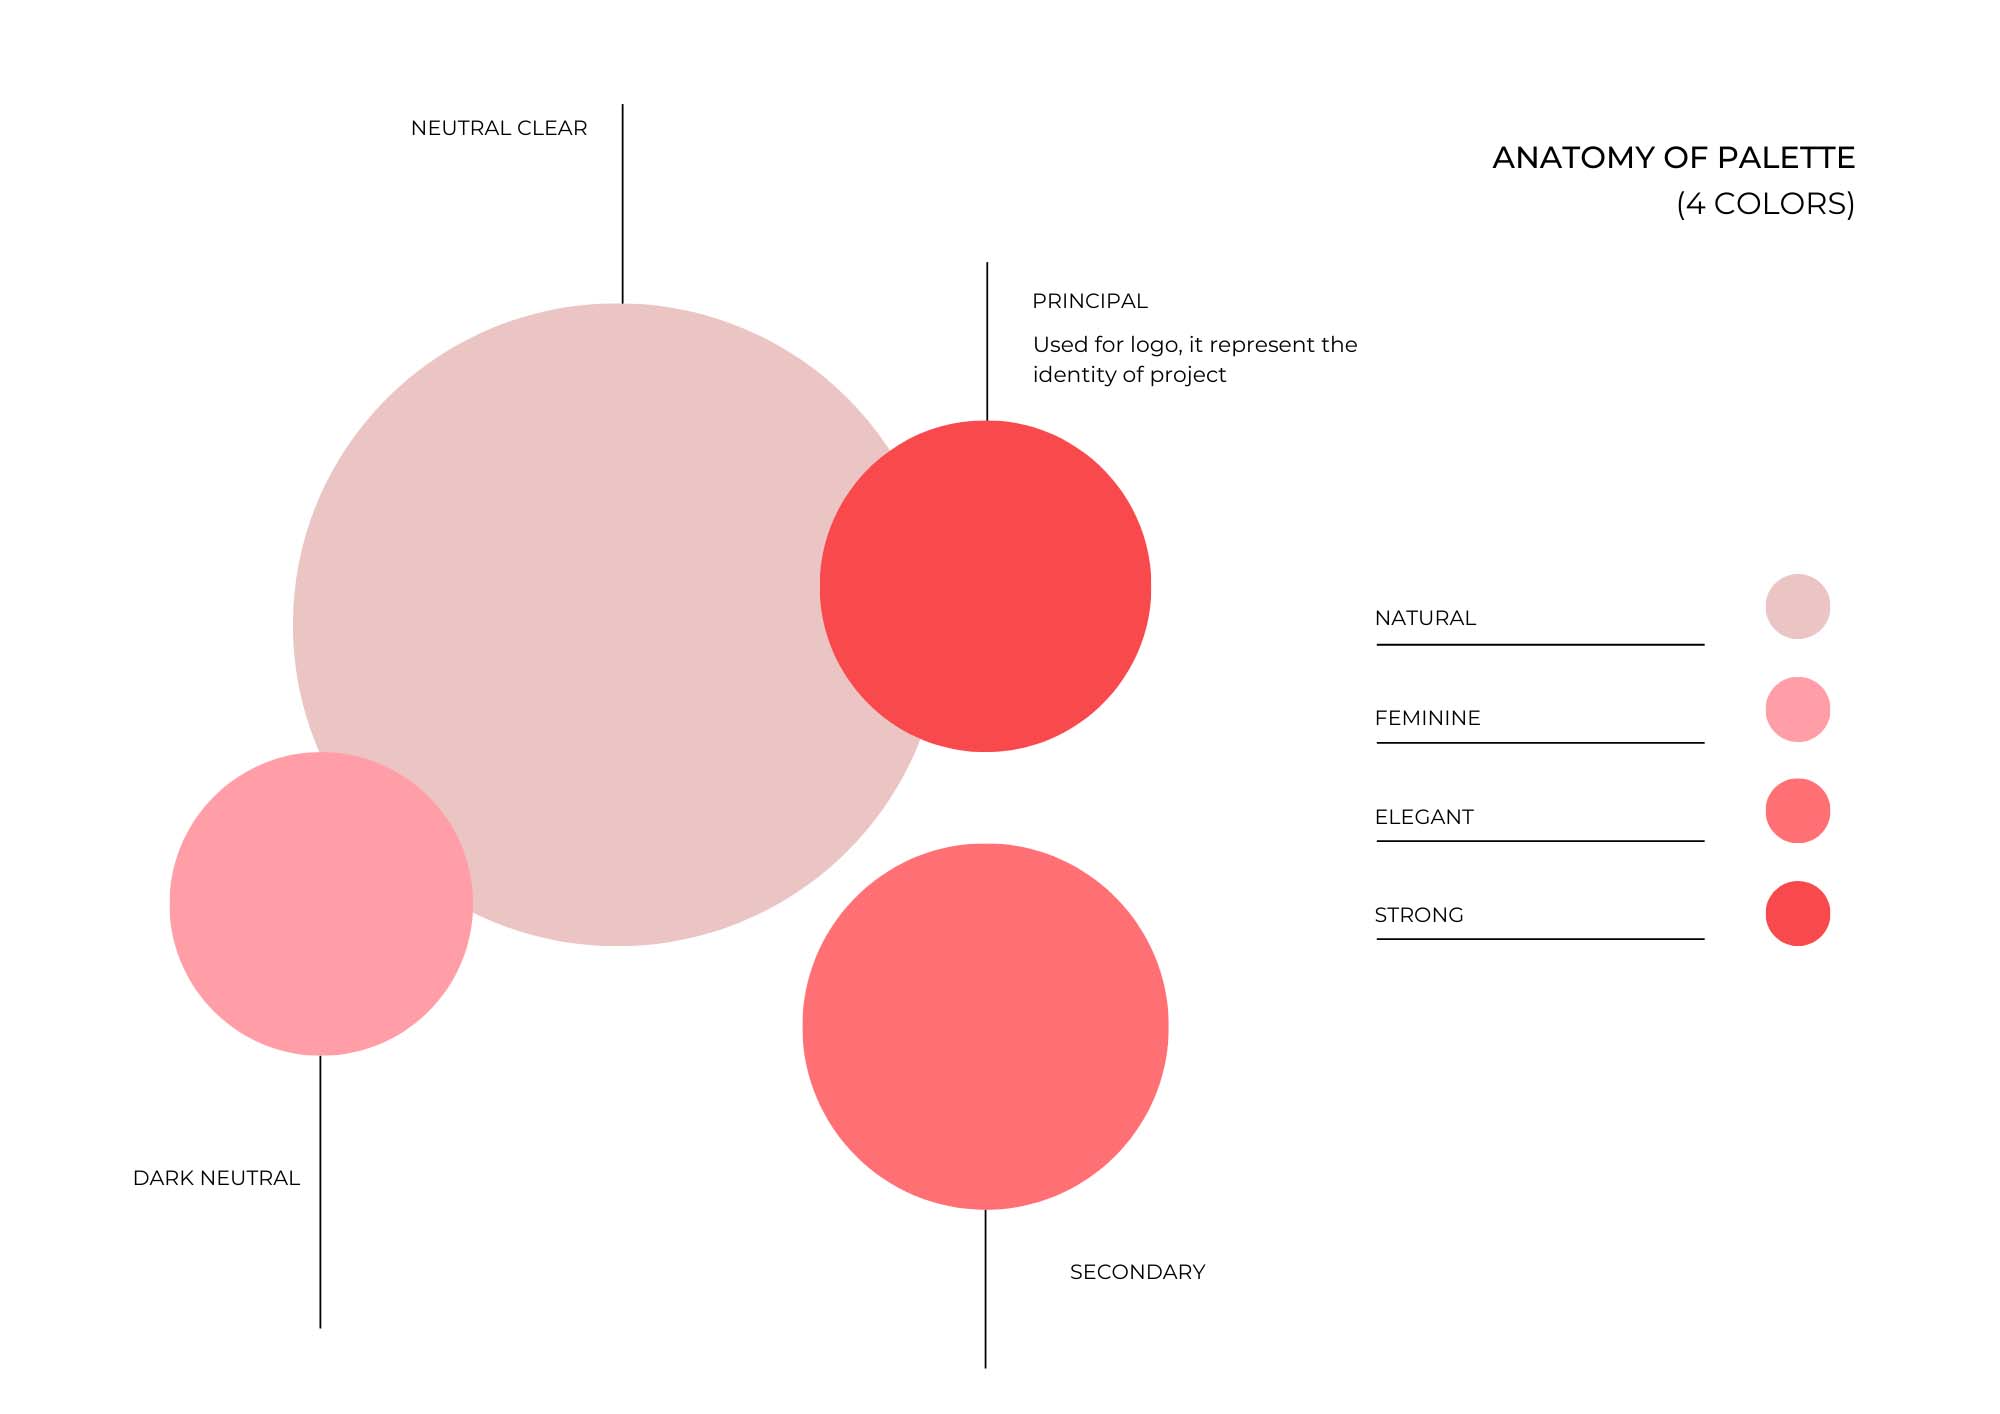 NEUTRAL CLEAR
ANATOMY OF PALETTE
(4 COLORS)
PRINCIPAL
Used for logo, it represent the
identity of project
NATURAL
FEMININE
ELEGANT
STRONG
DARK NEUTRAL
SECONDARY